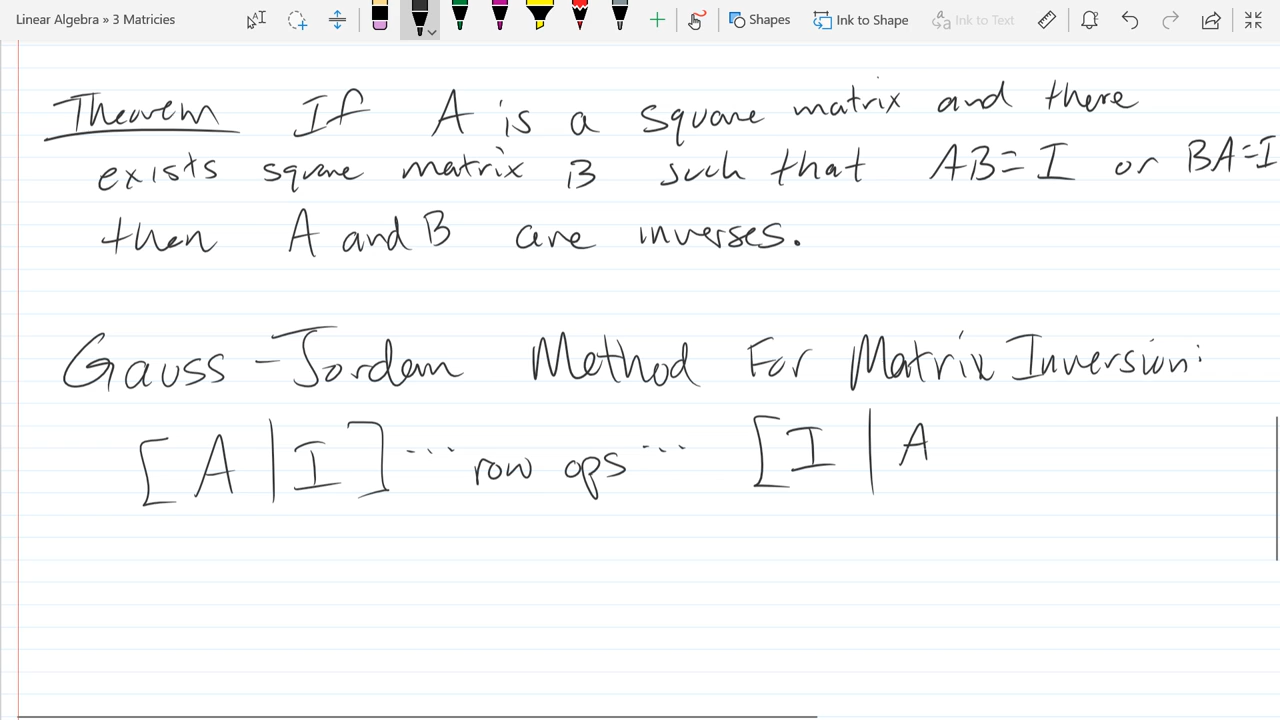 Linear Algebra » 3 Matricies
Shapes
Ink to Shape
Ink to Text
Theorem If A is a square matrix and there
exists square matrix B such that AB=I or BA=I
then A and B are inverses.
Gauss-Jordan Method For Matrix Inversion:
[A|I] ... row ops ... [I|A